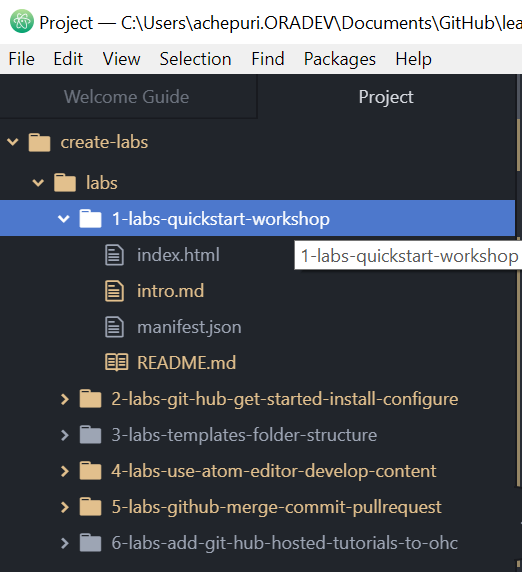 Project — C:\Users\achepuri.ORADEV\Documents\GitHub\lea
File Edit View Selection Find Packages Help
Welcome Guide Project
create-labs
labs
1-labs-quickstart-workshop
index.html
1-labs-quickstart-workshop
intro.md
manifest.json
README.md
2-labs-git-hub-get-started-install-configure
3-labs-templates-folder-structure
4-labs-use-atom-editor-develop-content
5-labs-github-merge-commit-pullrequest
6-labs-add-git-hub-hosted-tutorials-to-ohc